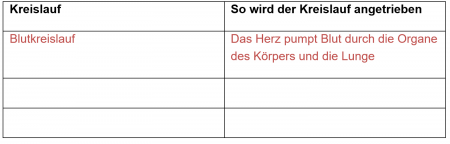 Kreislauf So wird der Kreislauf angetrieben
Blutkreislauf Das Herz pumpt Blut durch die Organe
des Körpers und die Lunge